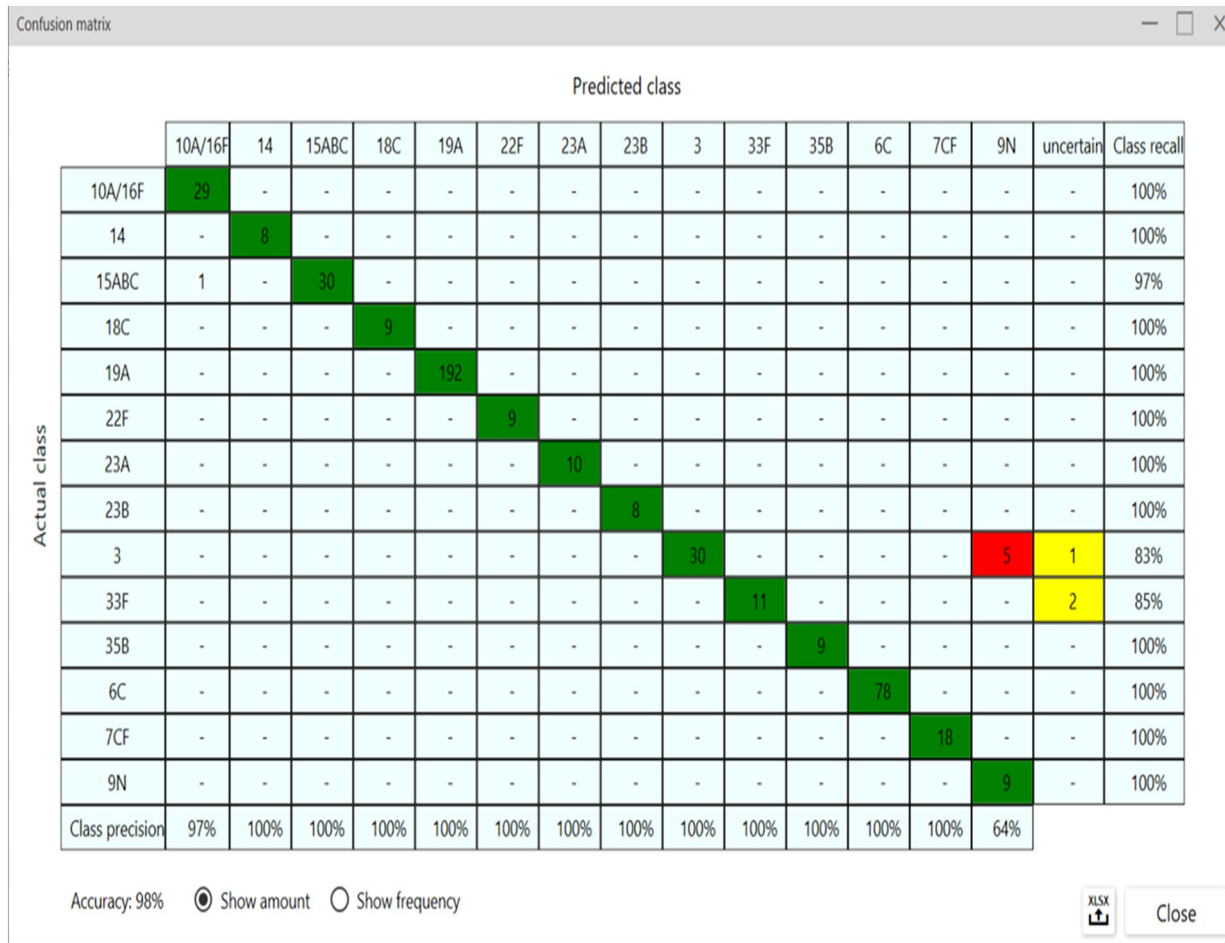 Confusion matrix
Predicted class
10A/16F 14 15ABC 18C 19A 22F 23A 23B 3 33F 35B 6C 7CF 9N uncertain Class recall
10A/16F 29 - - - - - - - - - - - - - - 100%
14 - 8 - - - - - - - - - - - - - 100%
15ABC 1 - 30 - - - - - - - - - - - - 97%
18C - - - 9 - - - - - - - - - - - 100%
19A - - - - 192 - - - - - - - - - - 100%
22F - - - - - 9 - - - - - - - - - 100%
23A - - - - - - 10 - - - - - - - - 100%
23B - - - - - - - 8 - - - - - - - 100%
3 - - - - - - - - 30 - - - - 5 1 83%
33F - - - - - - - - - 11 - - - - 2 85%
35B - - - - - - - - - - 9 - - - - 100%
6C - - - - - - - - - - - 78 - - - 100%
7CF - - - - - - - - - - - - 18 - - 100%
9N - - - - - - - - - - - - - 9 - 100%
Class precision 97% 100% 100% 100% 100% 100% 100% 100% 100% 100% 100% 100% 100% 64%
Actual class
Accuracy: 98% Show amount Show frequency
XLSX
Close